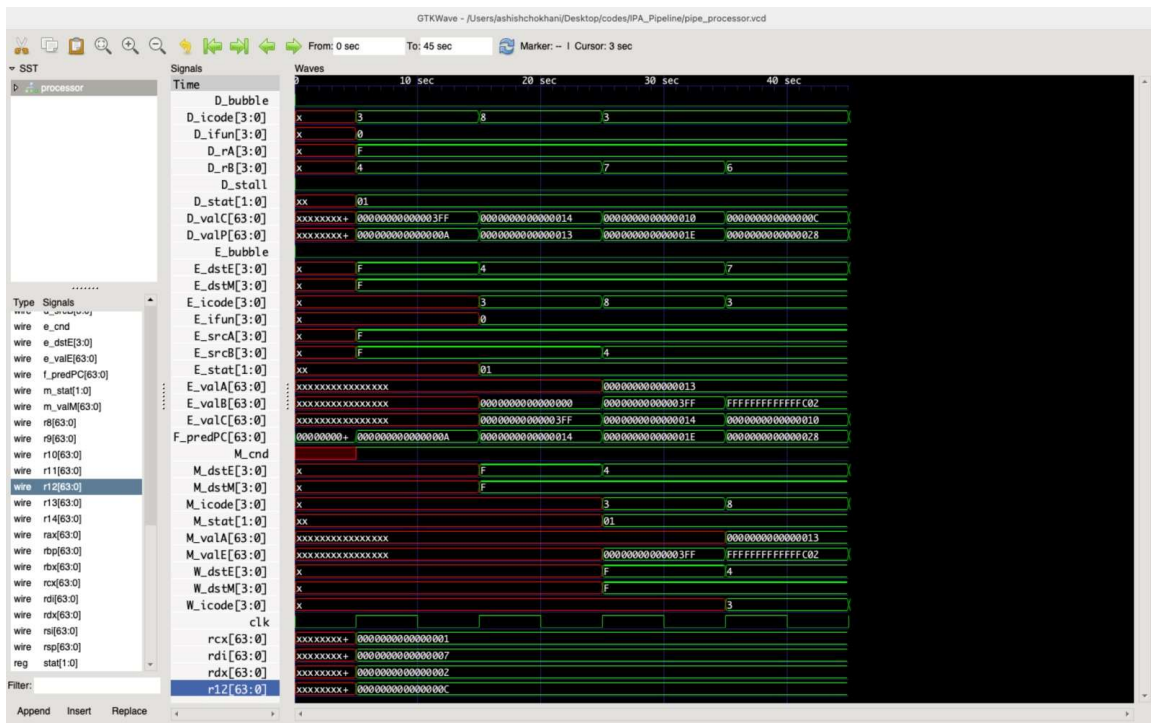 GTKWave - /Users/ashishchokhani/Desktop/codes/IPA_Pipeline/pipe_processor.vcd
From: 0 sec To: 45 sec Marker: -- | Cursor: 3 sec
SST
processor
Type Signals
wire e_cnd
wire e_dstE[3:0]
wire e_valE[63:0]
wire f_predPC[63:0]
wire m_stat[1:0]
wire m_valM[63:0]
wire r8[63:0]
wire r9[63:0]
wire r10[63:0]
wire r11[63:0]
wire r12[63:0]
wire r13[63:0]
wire r14[63:0]
wire rax[63:0]
wire rbp[63:0]
wire rbx[63:0]
wire rcx[63:0]
wire rdi[63:0]
wire rdx[63:0]
wire rsi[63:0]
wire rsp[63:0]
reg stat[1:0]
Filter:
Append Insert Replace
Signals Waves
Time 0 10 sec 20 sec 30 sec 40 sec
D_bubble
D_icode[3:0] x 3 8 3
D_ifun[3:0] x 0
D_rA[3:0] x F
D_rB[3:0] x 4 7 6
D_stall
D_stat[1:0] xx 01
D_valC[63:0] xxxxxxxx+ 00000000000003FF 0000000000000014 0000000000000010 000000000000000C
D_valP[63:0] xxxxxxxx+ 000000000000000A 0000000000000013 000000000000001E 0000000000000028
E_bubble
E_dstE[3:0] x F 4 7
E_dstM[3:0] x F
E_icode[3:0] x 3 8 3
E_ifun[3:0] x 0
E_srcA[3:0] x F
E_srcB[3:0] x F 4
E_stat[1:0] xx 01
E_valA[63:0] xxxxxxxxxxxxxxxx 0000000000000013
E_valB[63:0] xxxxxxxxxxxxxxxx 0000000000000000 00000000000003FF FFFFFFFFFFFFFC02
E_valC[63:0] xxxxxxxxxxxxxxxx 00000000000003FF 0000000000000014 0000000000000010
F_predPC[63:0] 00000000+ 000000000000000A 0000000000000014 000000000000001E 0000000000000028
M_cnd
M_dstE[3:0] x F 4
M_dstM[3:0] x F
M_icode[3:0] x 3 8
M_stat[1:0] xx 01
M_valA[63:0] xxxxxxxxxxxxxxxx 0000000000000013
M_valE[63:0] xxxxxxxxxxxxxxxx 00000000000003FF FFFFFFFFFFFFFC02
W_dstE[3:0] x F 4
W_dstM[3:0] x F
W_icode[3:0] x 3
clk
rcx[63:0] xxxxxxxx+ 0000000000000001
rdi[63:0] xxxxxxxx+ 0000000000000007
rdx[63:0] xxxxxxxx+ 0000000000000002
r12[63:0] xxxxxxxx+ 000000000000000C